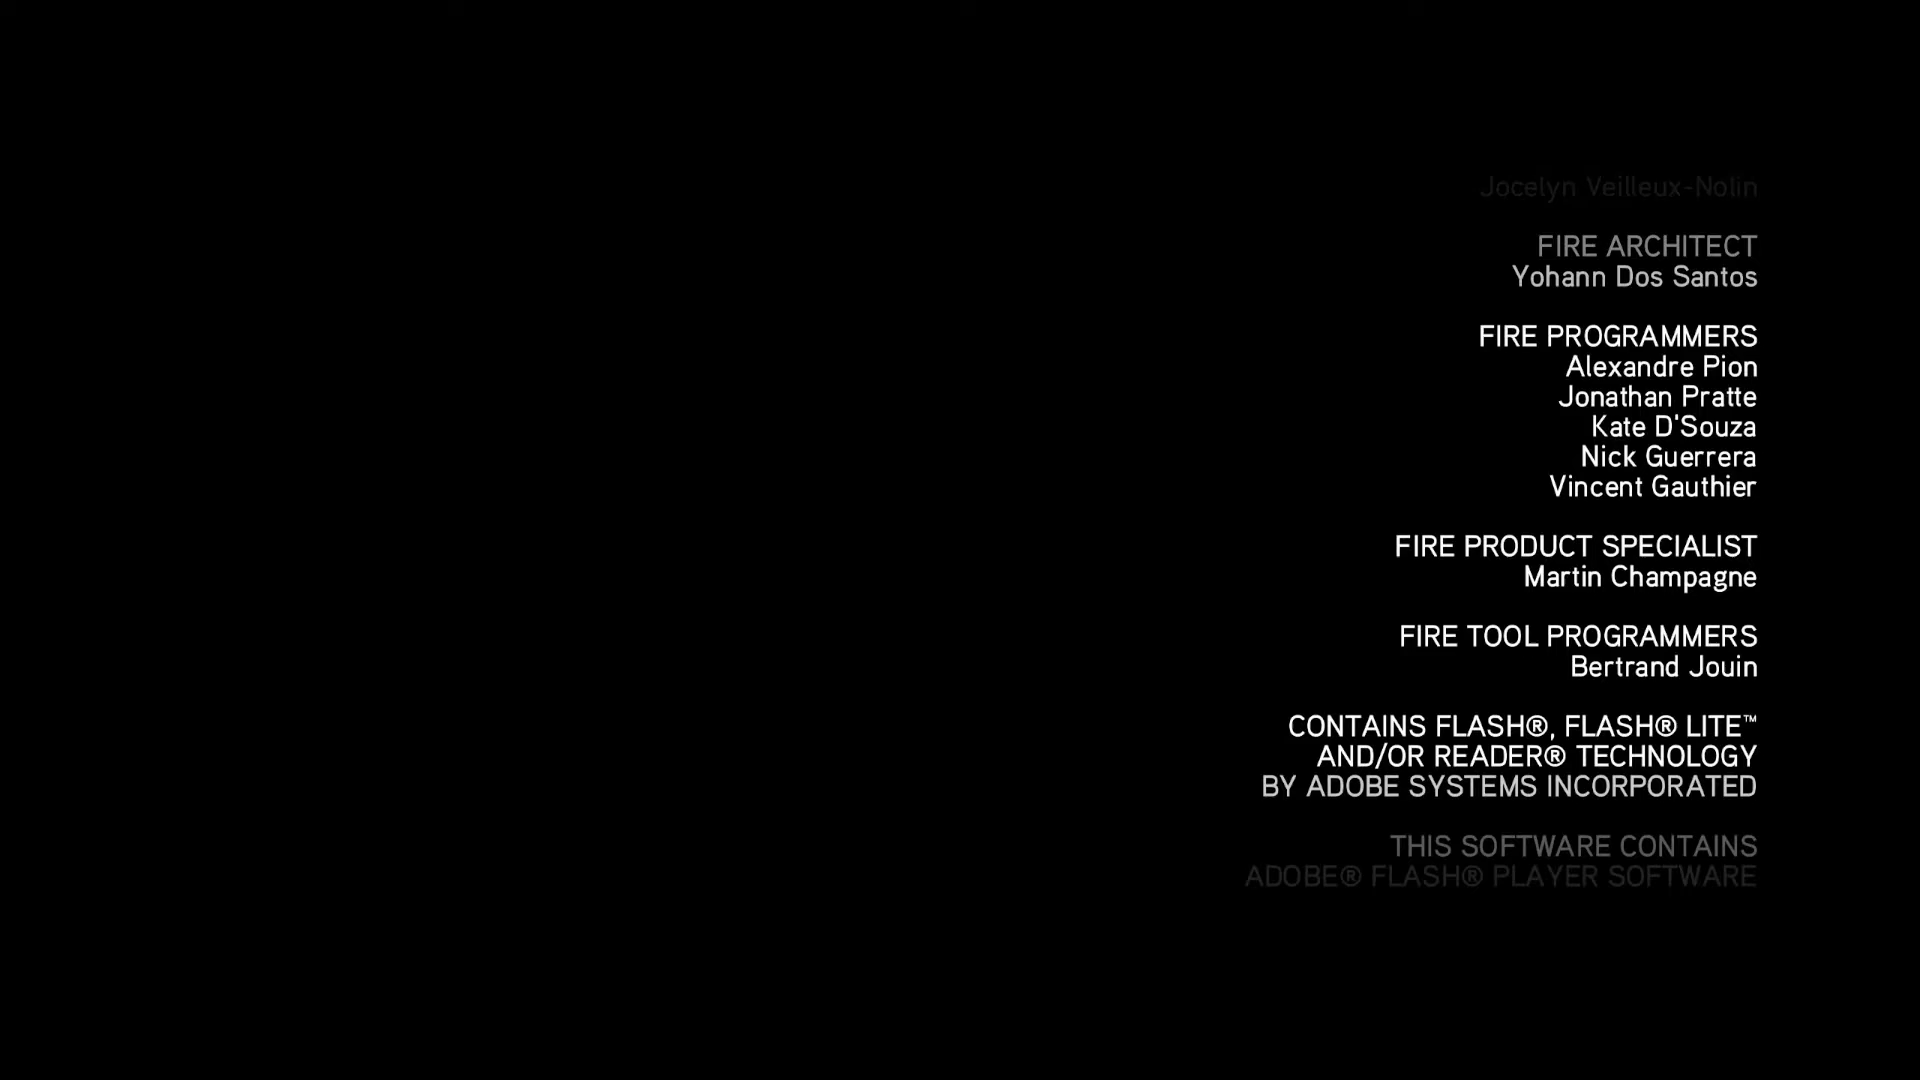 Jocelyn Veilleux-Nolin
FIRE ARCHITECT
Yohann Dos Santos
FIRE PROGRAMMERS
Alexandre Pion
Jonathan Pratte
Kate D'Souza
Nick Guerrera
Vincent Gauthier
FIRE PRODUCT SPECIALIST
Martin Champagne
FIRE TOOL PROGRAMMERS
Bertrand Jouin
CONTAINS FLASH®, FLASH® LITE™
AND/OR READER® TECHNOLOGY
BY ADOBE SYSTEMS INCORPORATED
THIS SOFTWARE CONTAINS
ADOBE® FLASH® PLAYER SOFTWARE